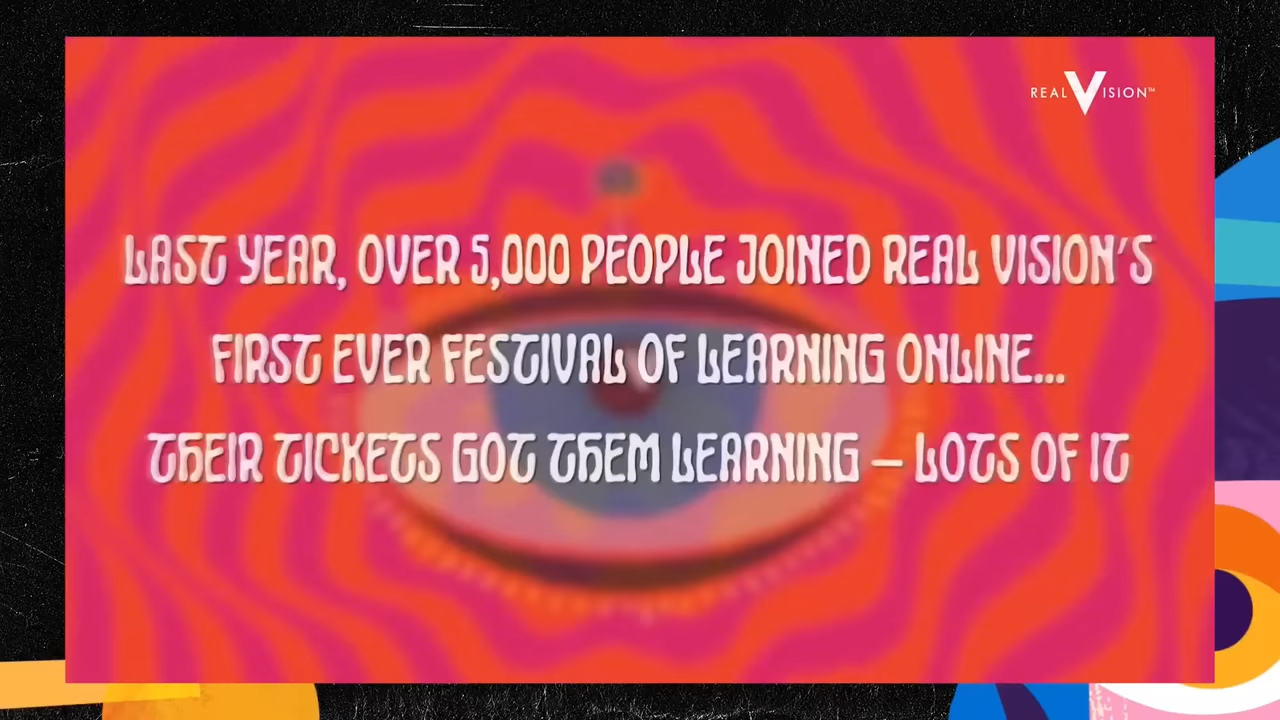 REAL VISION™
LAST YEAR, OVER 5,000 PEOPLE JOINED REAL VISION'S
FIRST EVER FESTIVAL OF LEARNING ONLINE...
THEIR TICKETS GOT THEM LEARNING – LOTS OF IT